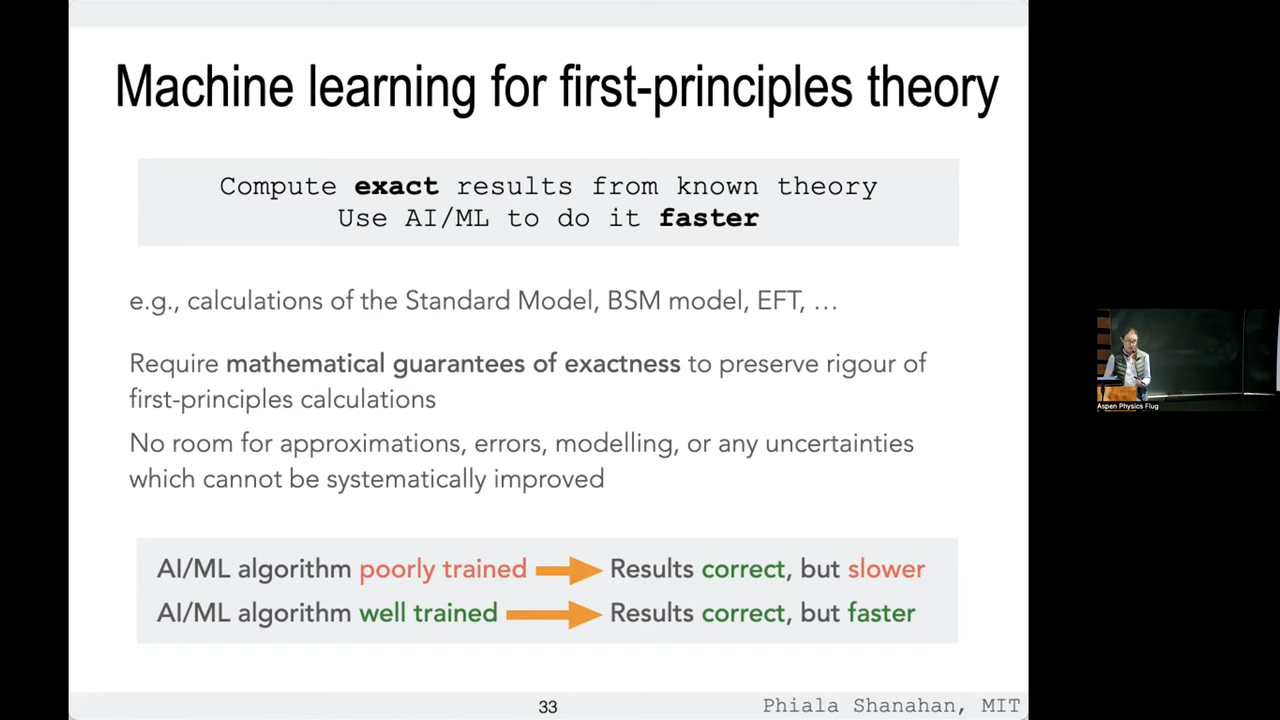 Machine learning for first-principles theory
Compute exact results from known theory
Use AI/ML to do it faster
e.g., calculations of the Standard Model, BSM model, EFT, …
Require mathematical guarantees of exactness to preserve rigour of
first-principles calculations
No room for approximations, errors, modelling, or any uncertainties
which cannot be systematically improved
AI/ML algorithm poorly trained Results correct, but slower
AI/ML algorithm well trained Results correct, but faster
33
Phiala Shanahan, MIT
Aspen Physics Flug